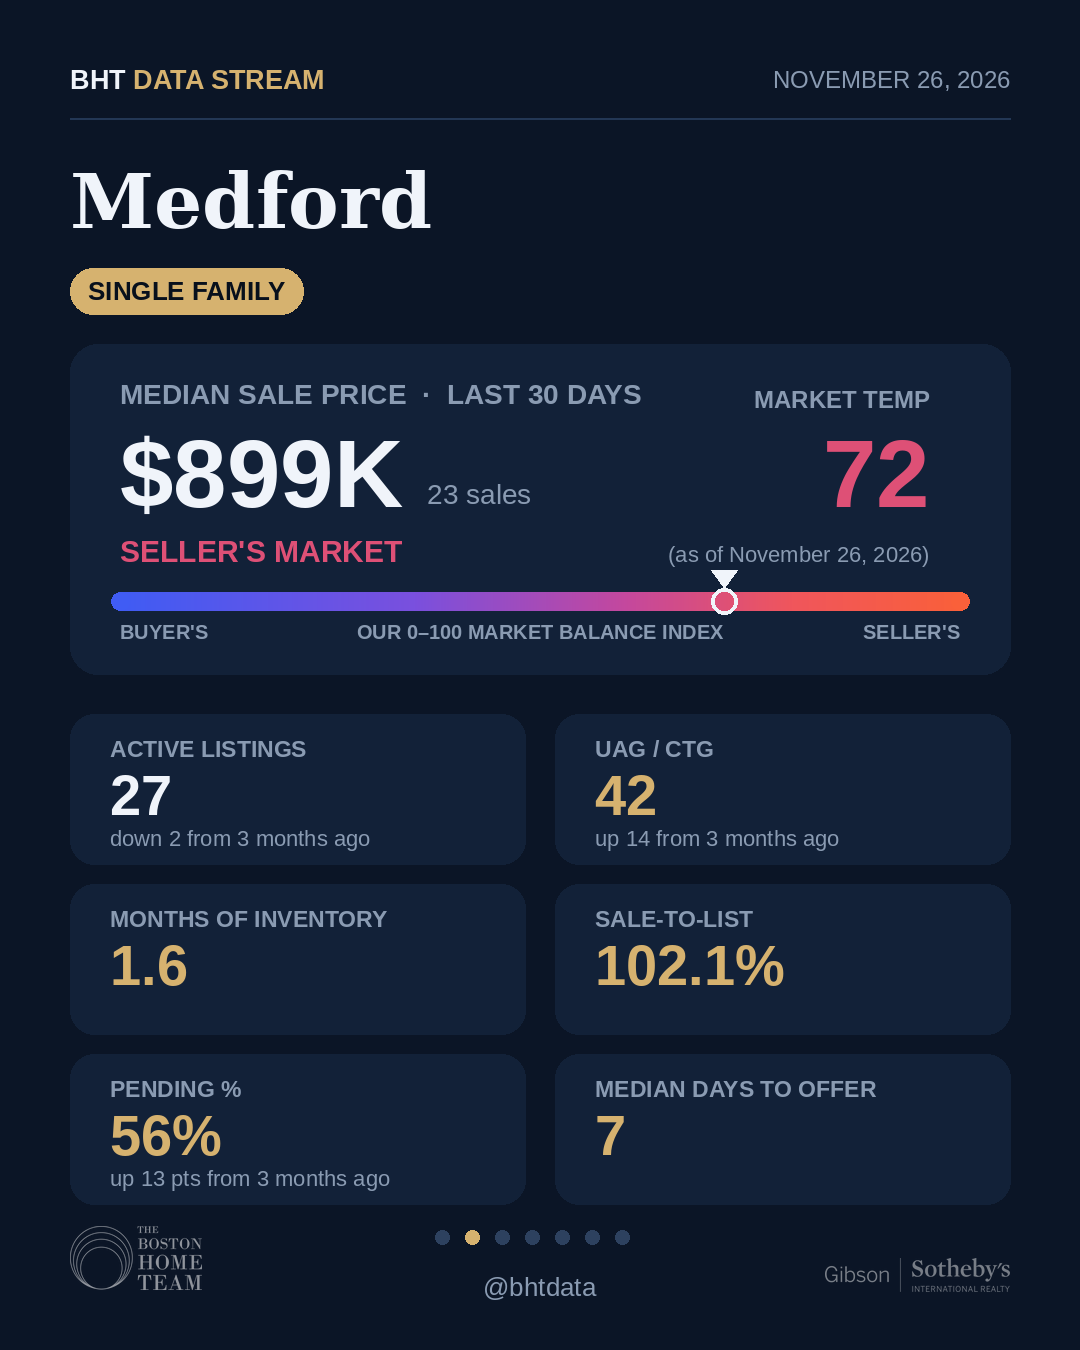 BHT DATA STREAM
NOVEMBER 26, 2026
Medford
SINGLE FAMILY
MEDIAN SALE PRICE · LAST 30 DAYS
MARKET TEMP
$899K 23 sales
72
SELLER'S MARKET
(as of November 26, 2026)
BUYER'S
OUR 0–100 MARKET BALANCE INDEX
SELLER'S
ACTIVE LISTINGS
27
down 2 from 3 months ago
UAG / CTG
42
up 14 from 3 months ago
MONTHS OF INVENTORY
1.6
SALE-TO-LIST
102.1%
PENDING %
56%
up 13 pts from 3 months ago
MEDIAN DAYS TO OFFER
7
THE
BOSTON
HOME
TEAM
@bhtdata
Gibson
Sotheby's
INTERNATIONAL REALTY